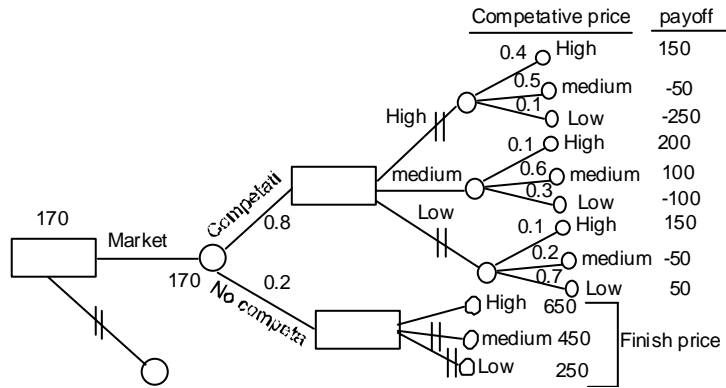 Competative price payoff
0.4 High 150
0.5 medium -50
0.1 Low -250
High
0.1 High 200
medium 0.6 medium 100
0.3 Low -100
Low 0.1 High 150
0.2 medium -50
0.7 Low 50
170 Market Competati 0.8
170 No competa 0.2
High 650
medium 450 Finish price
Low 250